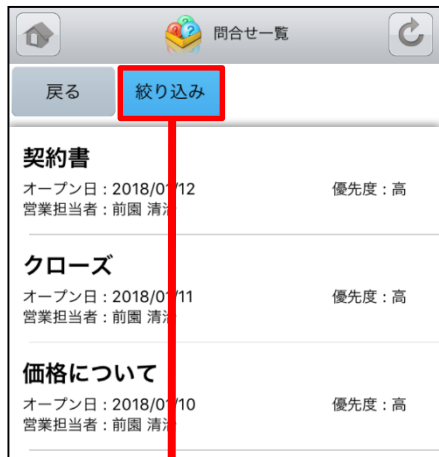 問合せ一覧
戻る 絞り込み
契約書
オープン日：2018/01/12 優先度：高
営業担当者：前園 清
クローズ
オープン日：2018/01/11 優先度：高
営業担当者：前園 清
価格について
オープン日：2018/01/10 優先度：高
営業担当者：前園 清